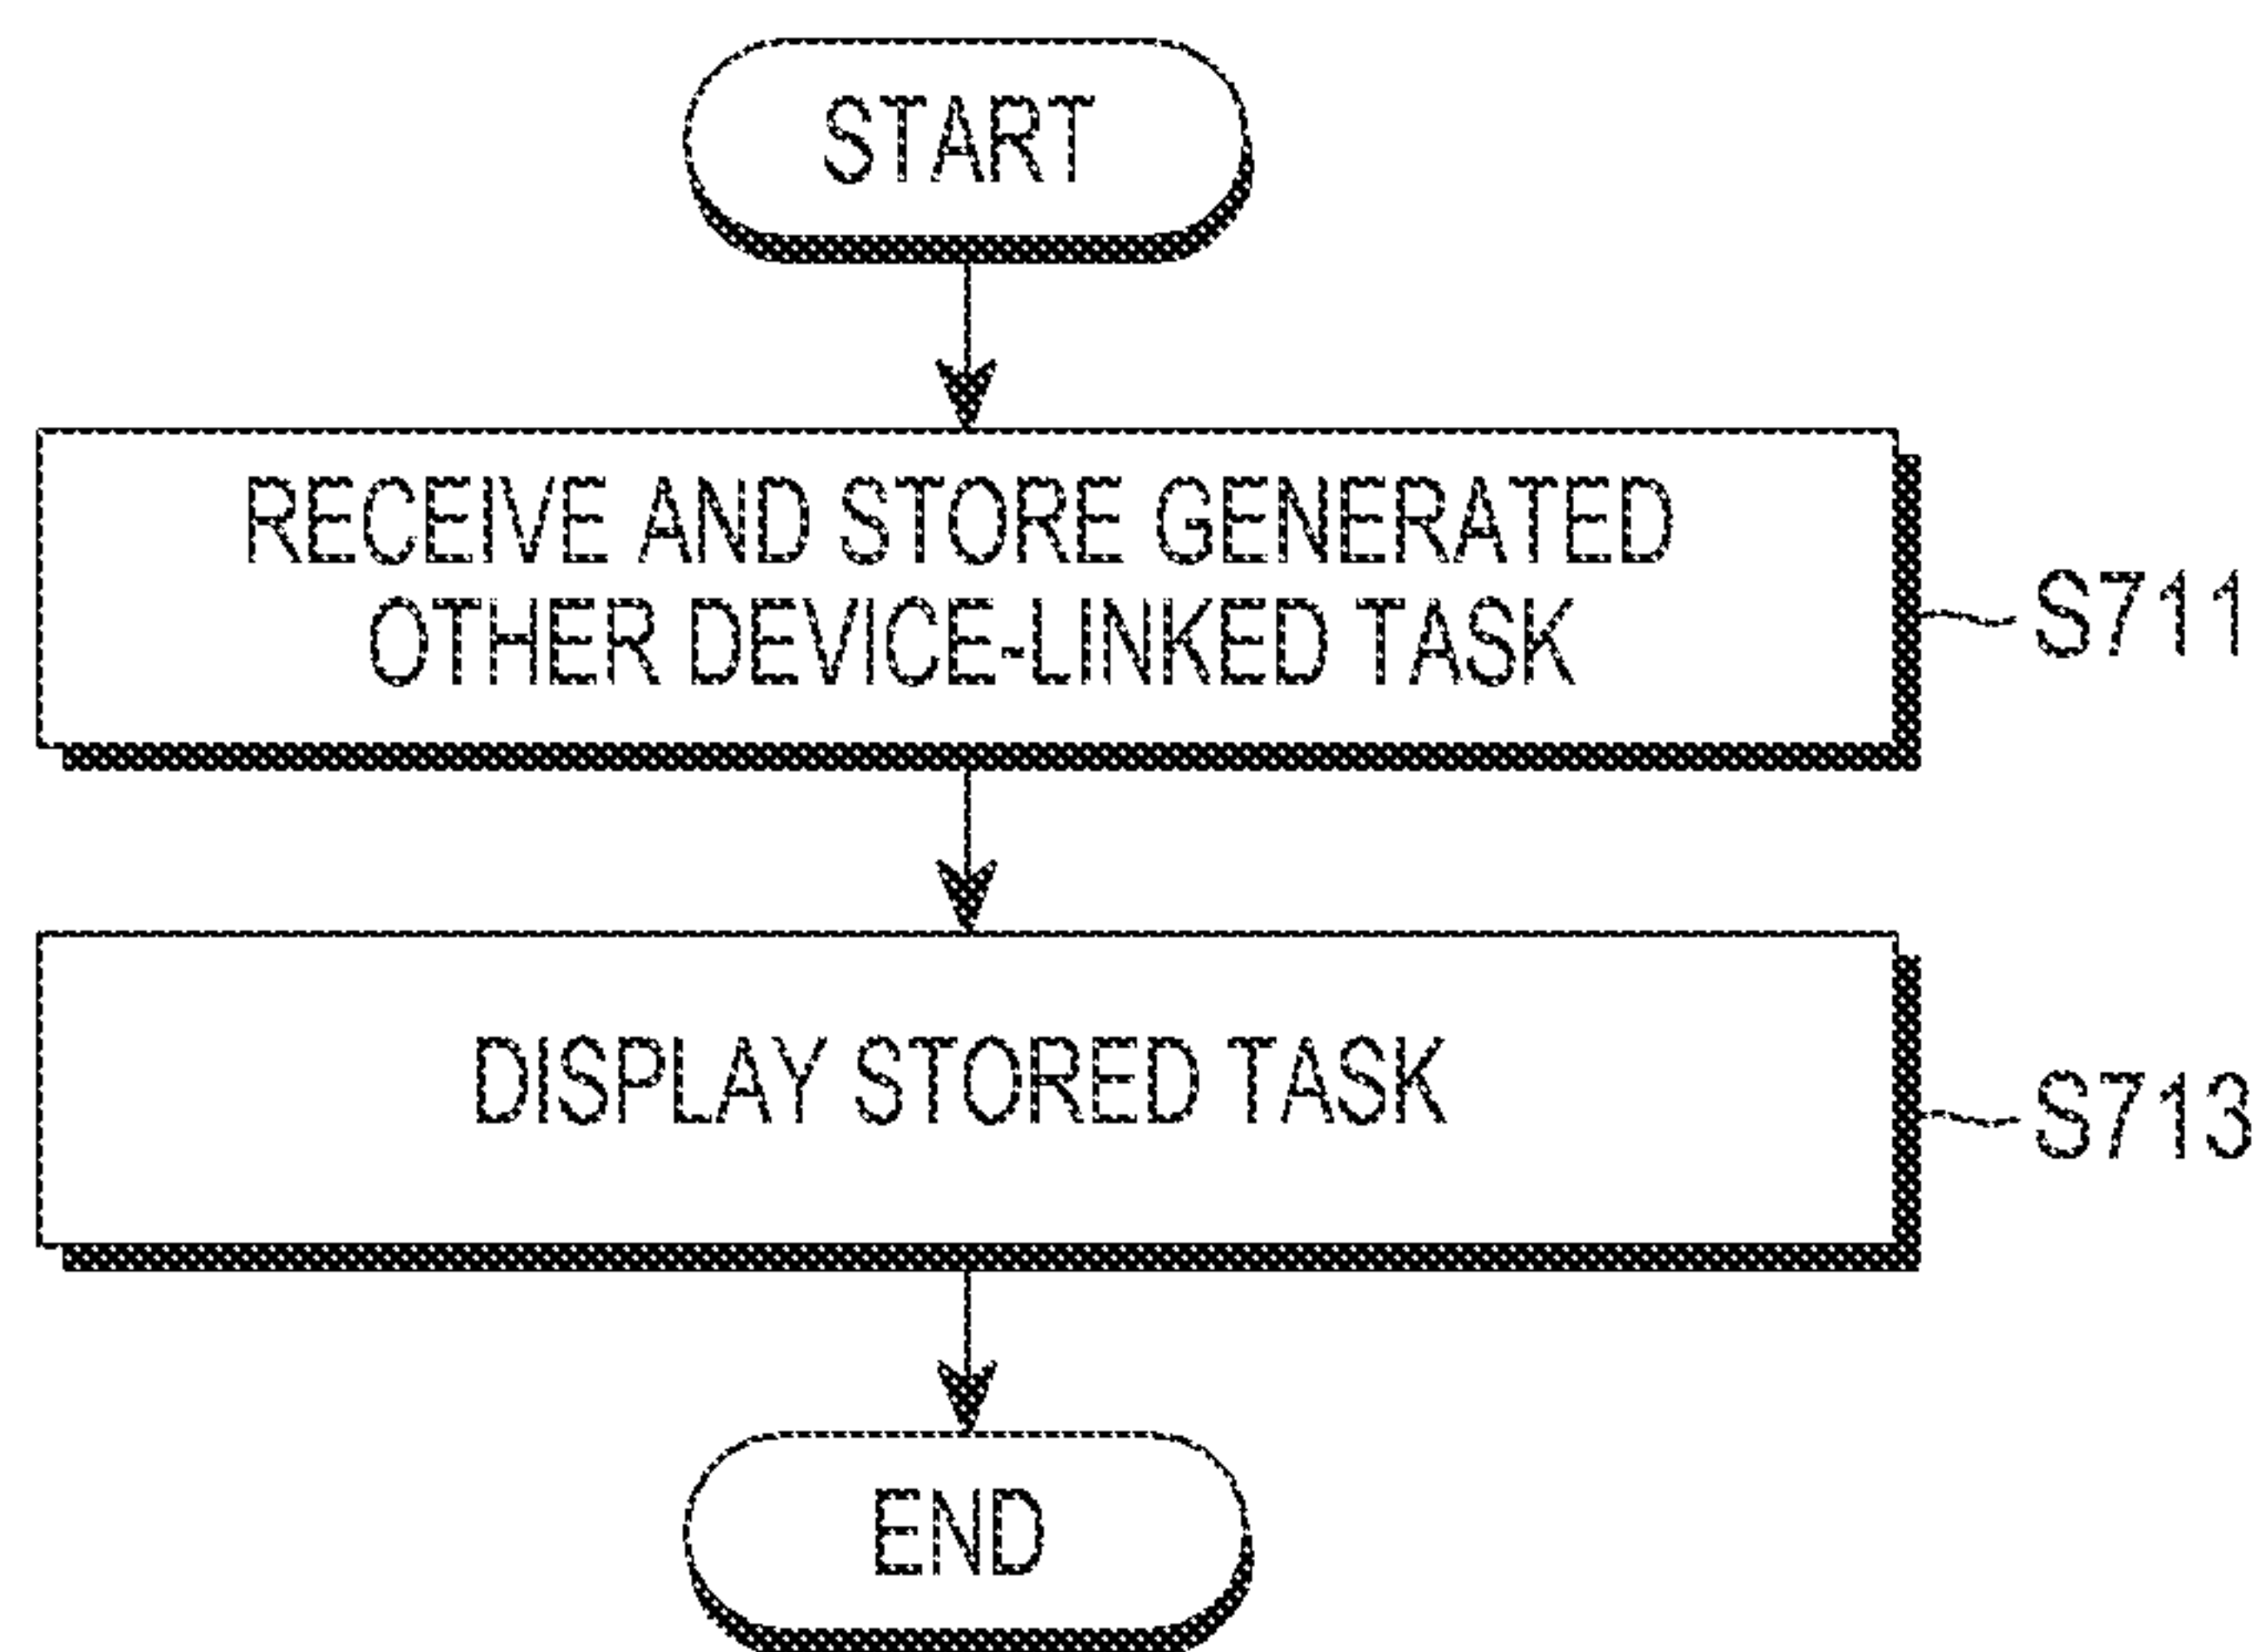 START
RECEIVE AND STORE GENERATED
OTHER DEVICE-LINKED TASK
S711
DISPLAY STORED TASK
S713
END